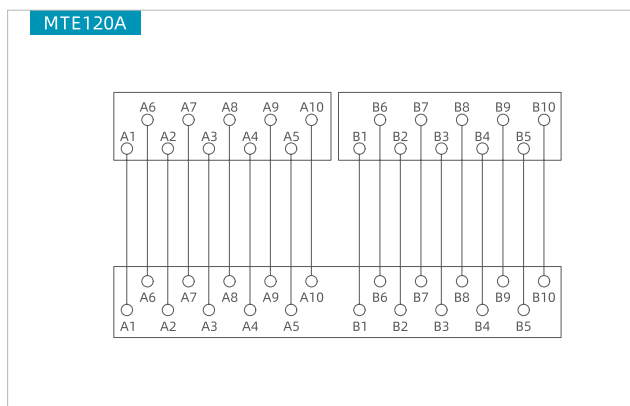 MTE120A
A6 A7 A8 A9 A10 B6 B7 B8 B9 B10
A1 A2 A3 A4 A5 B1 B2 B3 B4 B5
A6 A7 A8 A9 A10 B6 B7 B8 B9 B10
A1 A2 A3 A4 A5 B1 B2 B3 B4 B5